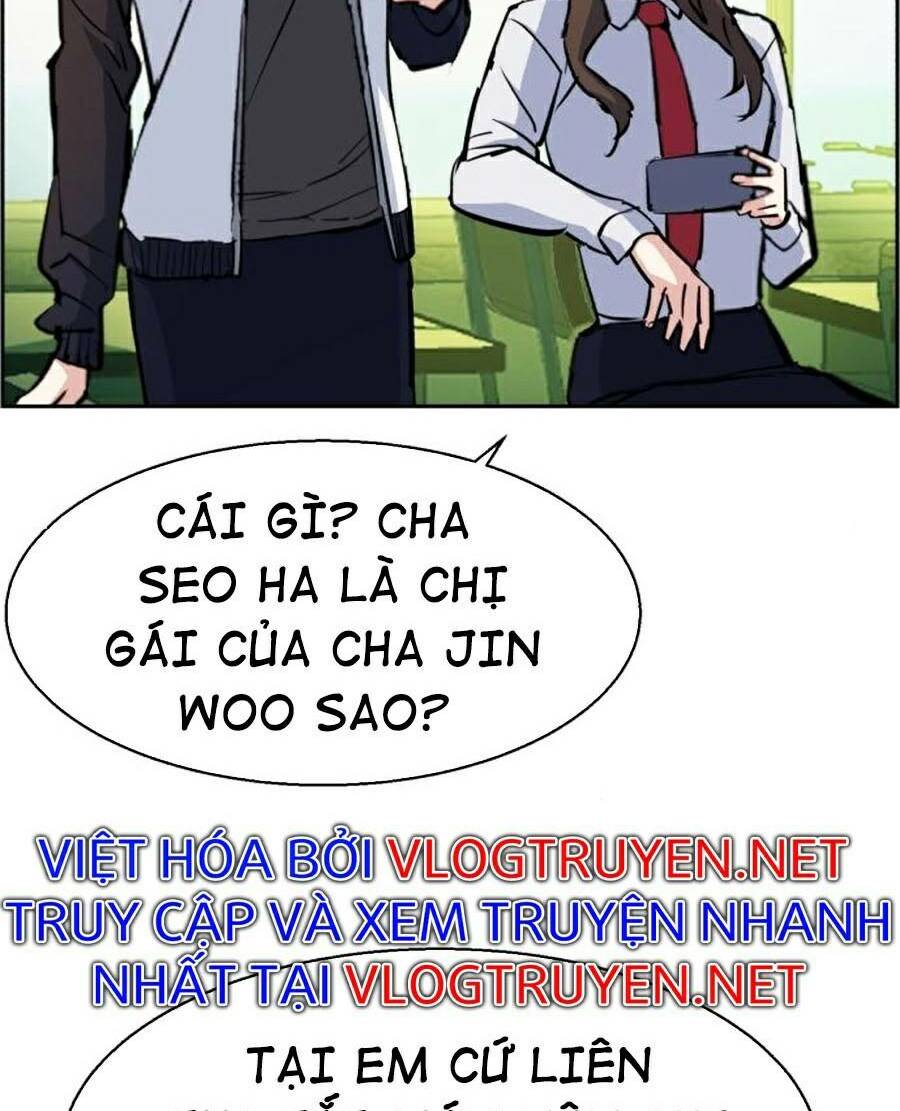 CÁI GÌ? CHA
SEO HA LÀ CHỊ
GÁI CỦA CHA JIN
WOO SAO?
VIỆT HÓA BỞI VLOGTRUYEN.NET
TRUY CẬP VÀ XEM TRUYỆN NHANH
NHẤT TẠI VLOGTRUYEN.NET
TẠI EM CỨ LIÊN